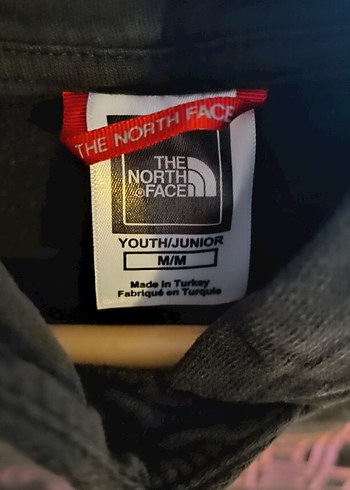 THE NORTH FACE
THE
NORTH
FACE
YOUTH/JUNIOR
M/M
Made in Turkey
Fabriqué en Turquie